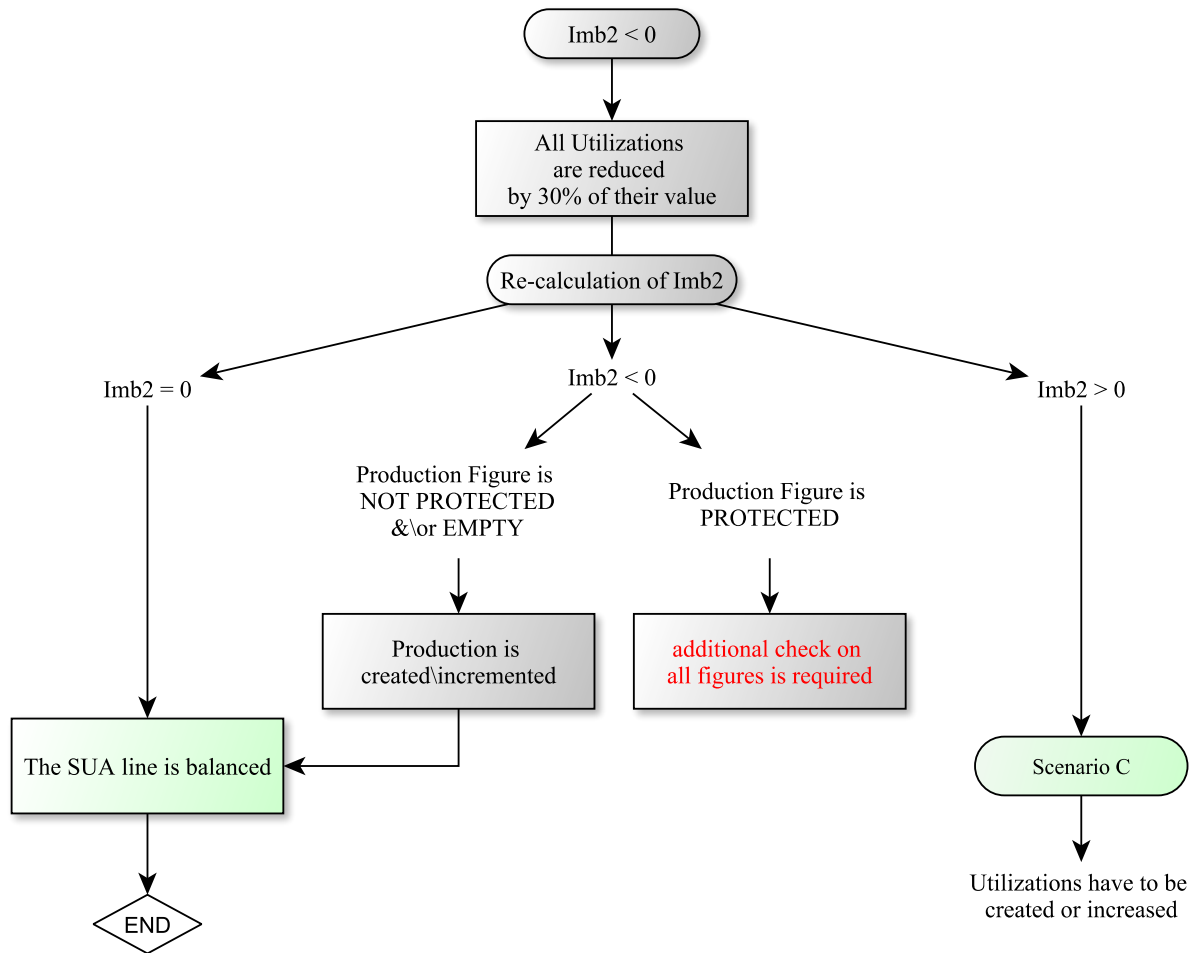 Imb2 < 0
All Utilizations
are reduced
by 30% of their value
Re-calculation of Imb2
Imb2 = 0
Imb2 < 0
Imb2 > 0
Production Figure is
NOT PROTECTED
&\or EMPTY
Production Figure is
PROTECTED
Production is
created\incremented
additional check on
all figures is required
The SUA line is balanced
Scenario C
Utilizations have to be
created or increased
END